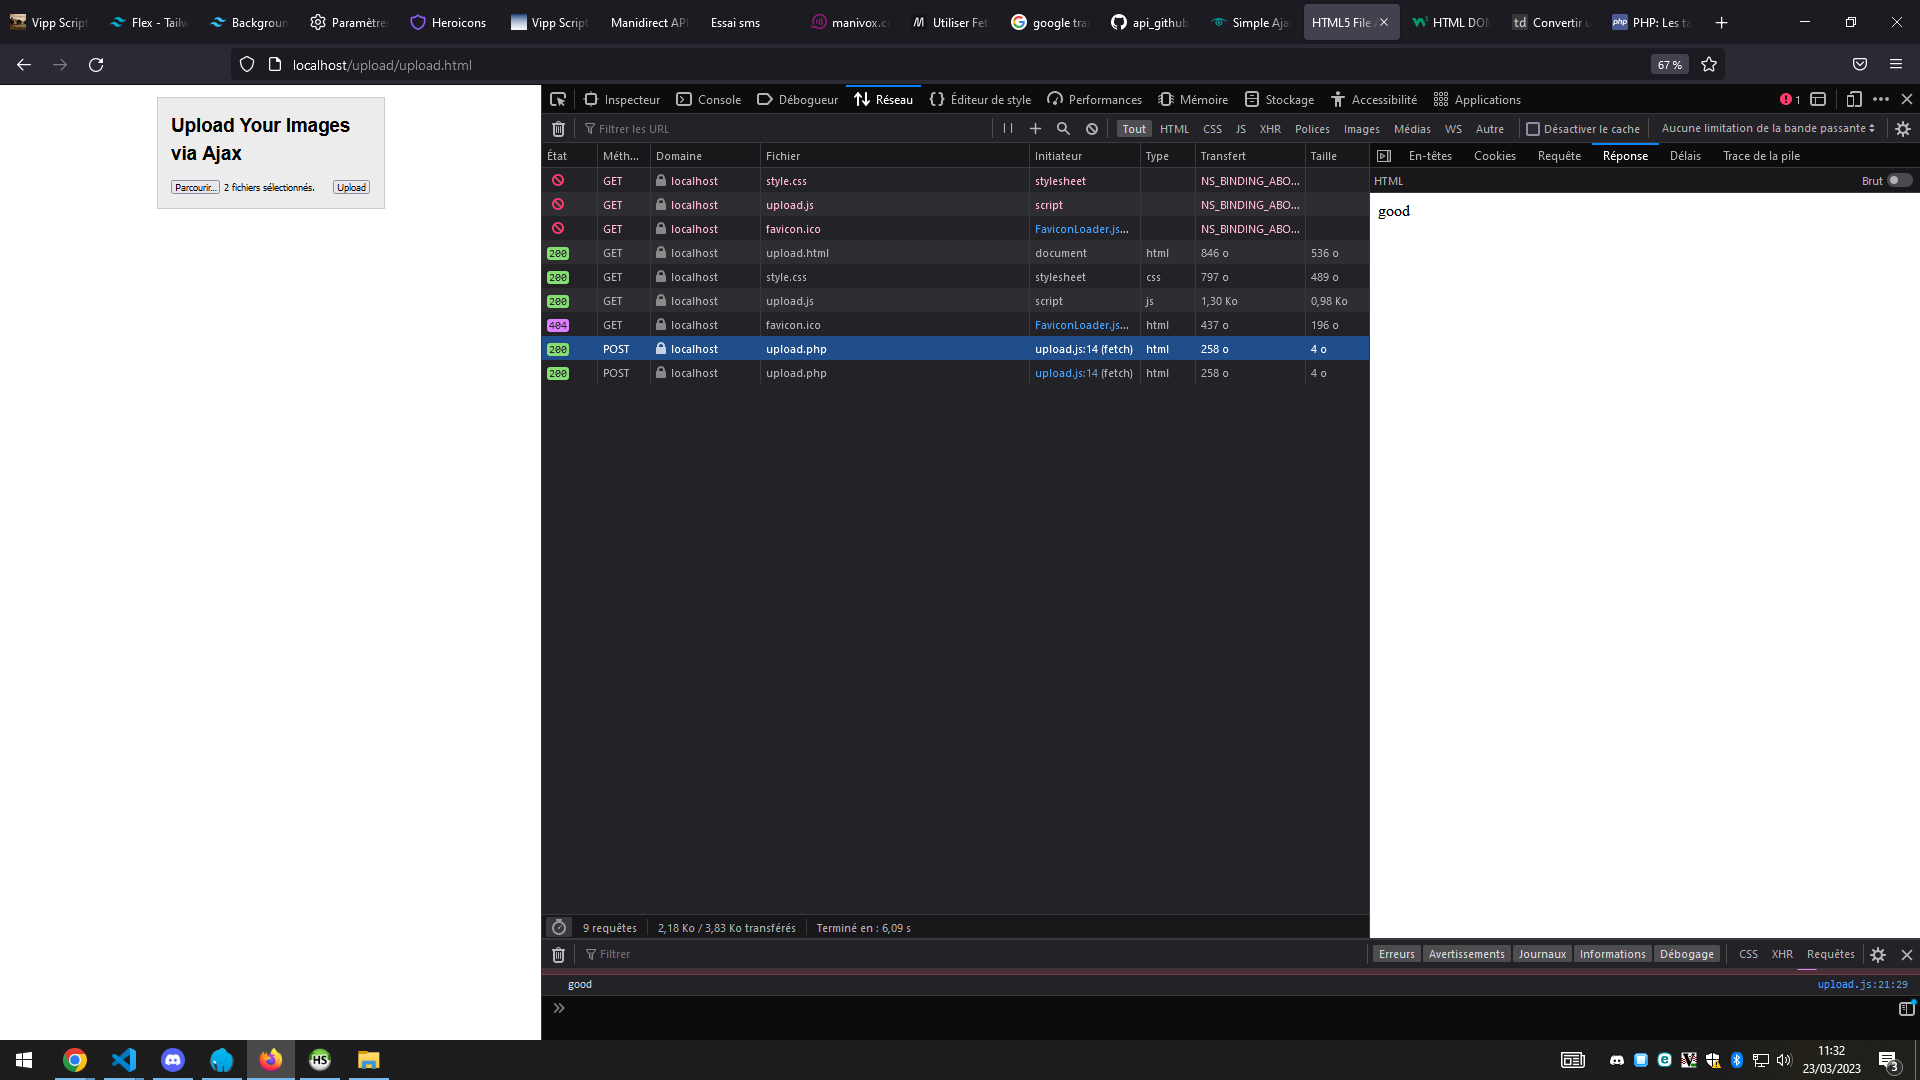 Vipp Script
Flex - Tailw
Backgroun
Paramètre
Heroicons
Vipp Script
Manidirect API
Essai sms
manivox.c
Utiliser Fet
google tra
api_github
Simple Aja
HTML5 File A
HTML DOM
Convertir u
PHP: Les ta
localhost/upload/upload.html
67 %
Upload Your Images
via Ajax
Parcourir... 2 fichiers sélectionnés. Upload
Inspecteur Console Débogueur Réseau Éditeur de style Performances Mémoire Stockage Accessibilité Applications 1
Filtrer les URL
Tout HTML CSS JS XHR Polices Images Médias WS Autre Désactiver le cache Aucune limitation de la bande passante
État Méth... Domaine Fichier Initiateur Type Transfert Taille
GET localhost style.css stylesheet NS_BINDING_ABO...
GET localhost upload.js script NS_BINDING_ABO...
GET localhost favicon.ico FaviconLoader.js... NS_BINDING_ABO...
200 GET localhost upload.html document html 846 o 536 o
200 GET localhost style.css stylesheet css 797 o 489 o
200 GET localhost upload.js script js 1,30 Ko 0,98 Ko
404 GET localhost favicon.ico FaviconLoader.js... html 437 o 196 o
200 POST localhost upload.php upload.js:14 (fetch) html 258 o 4 o
200 POST localhost upload.php upload.js:14 (fetch) html 258 o 4 o
En-têtes Cookies Requête Réponse Délais Trace de la pile
HTML Brut
good
9 requêtes 2,18 Ko / 3,83 Ko transférés Terminé en : 6,09 s
Filtrer
Erreurs Avertissements Journaux Informations Débogage CSS XHR Requêtes
good upload.js:21:29
11:32
23/03/2023
3